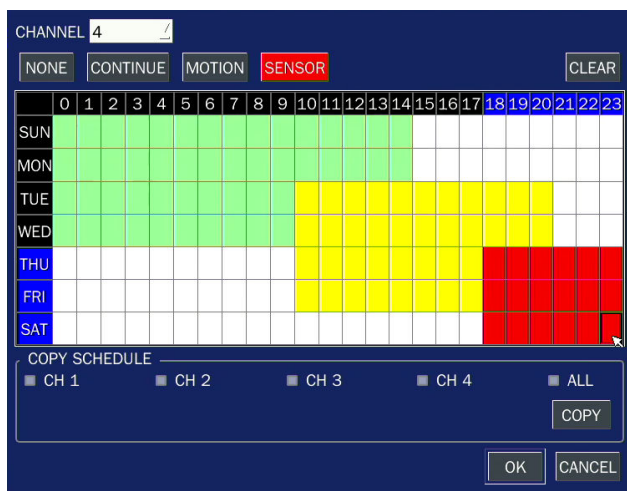 CHANNEL 4
NONE CONTINUE MOTION SENSOR CLEAR
0 1 2 3 4 5 6 7 8 9 10 11 12 13 14 15 16 17 18 19 20 21 22 23
SUN
MON
TUE
WED
THU
FRI
SAT
COPY SCHEDULE
CH 1 CH 2 CH 3 CH 4 ALL
COPY
OK CANCEL